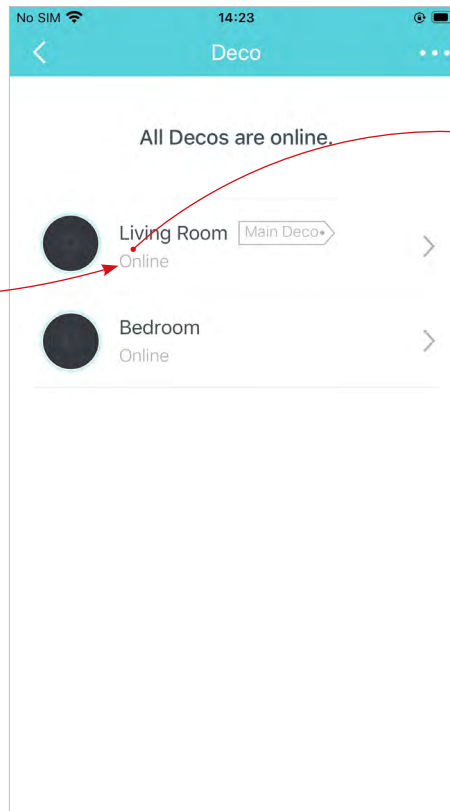 No SIM 14:23
Deco
All Decos are online.
Living Room Main Deco
Online
Bedroom
Online